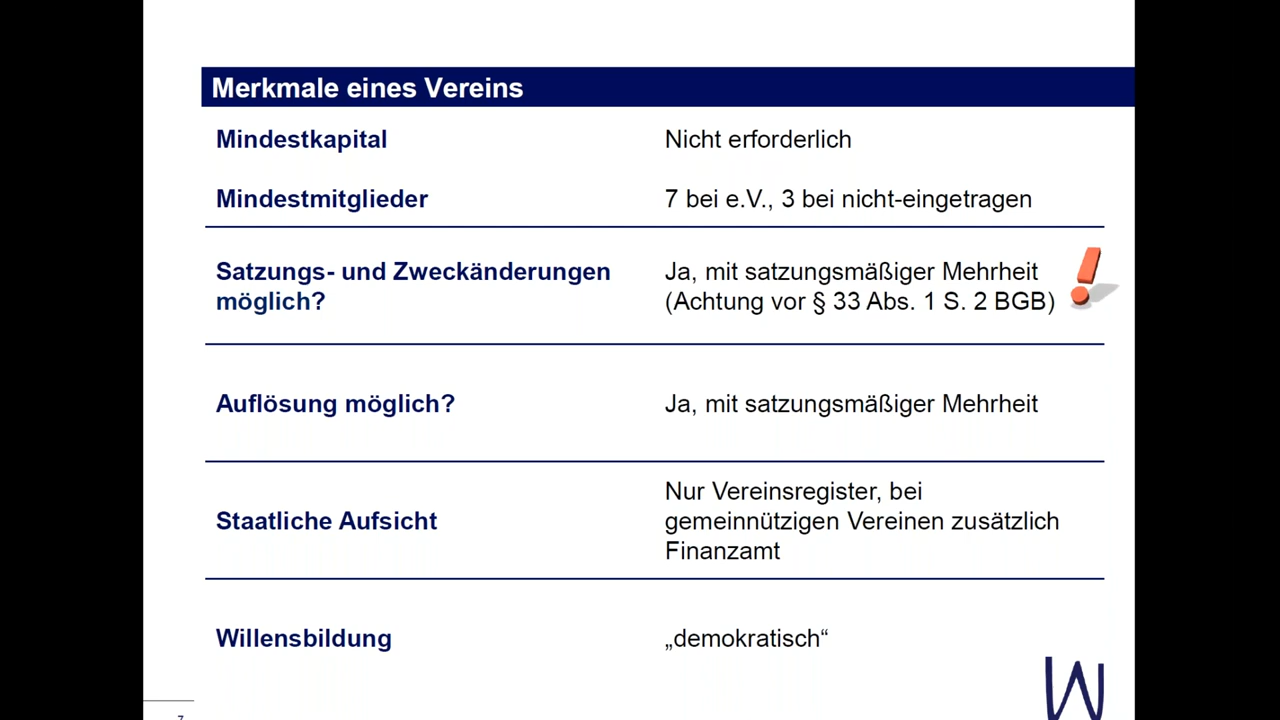 Merkmale eines Vereins
Mindestkapital
Nicht erforderlich
Mindestmitglieder
7 bei e.V., 3 bei nicht-eingetragen
Satzungs- und Zweckänderungen
möglich?
Ja, mit satzungsmäßiger Mehrheit
(Achtung vor § 33 Abs. 1 S. 2 BGB)
Auflösung möglich?
Ja, mit satzungsmäßiger Mehrheit
Staatliche Aufsicht
Nur Vereinsregister, bei
gemeinnützigen Vereinen zusätzlich
Finanzamt
Willensbildung
„demokratisch“
W
7